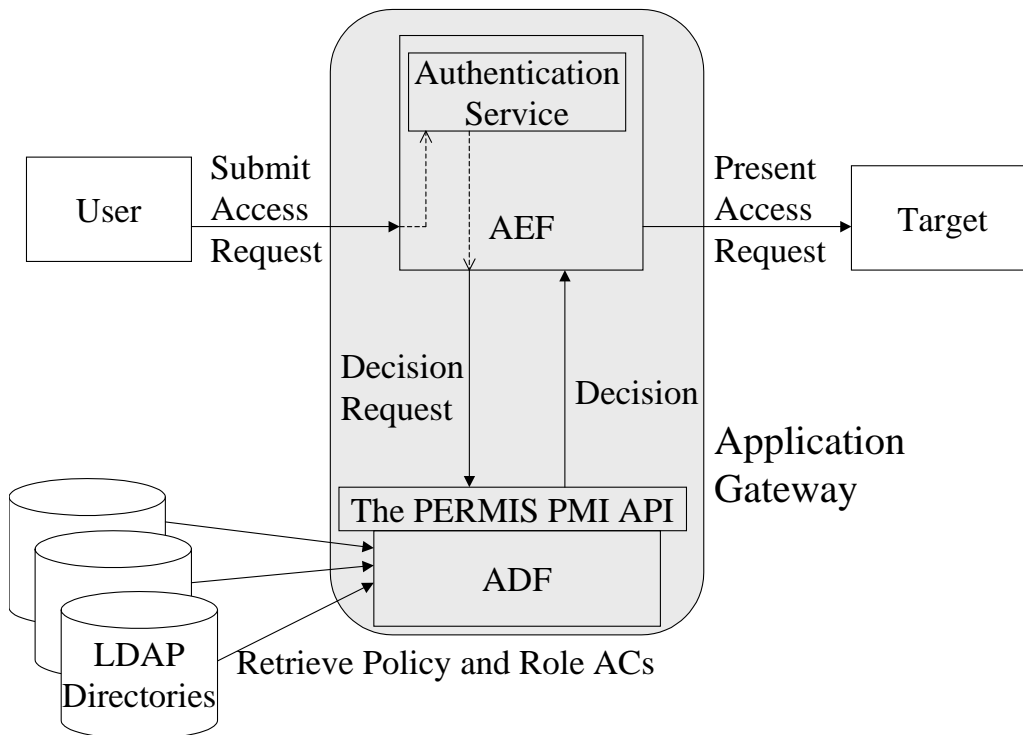 Authentication
Service
User
Submit
Access
Request
AEF
Present
Access
Request
Target
Decision
Request
Decision
Application
Gateway
The PERMIS PMI API
ADF
LDAP
Directories
Retrieve Policy and Role ACs